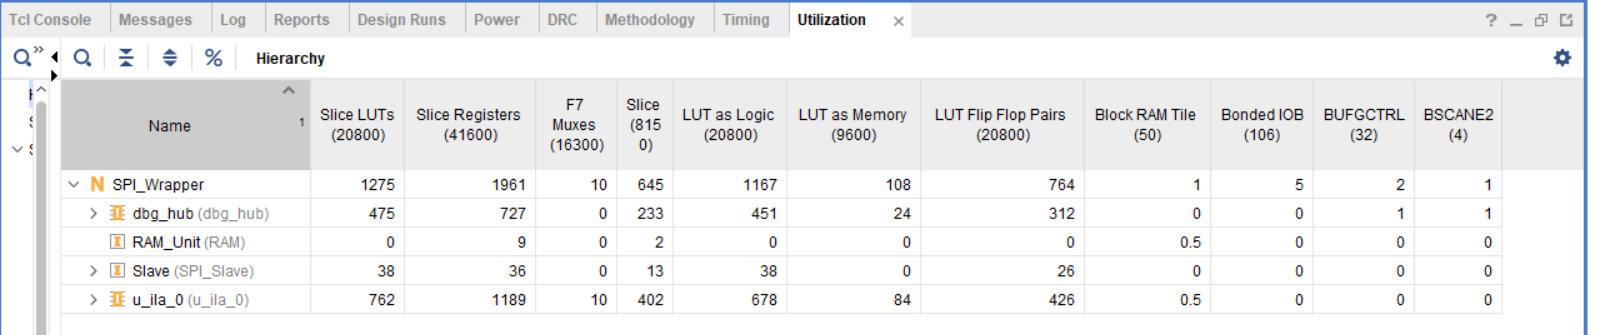 Tcl Console Messages Log Reports Design Runs Power DRC Methodology Timing Utilization × ?
% Hierarchy
Name 1 Slice LUTs (20800) Slice Registers (41600) F7 Muxes (16300) Slice (8150) LUT as Logic (20800) LUT as Memory (9600) LUT Flip Flop Pairs (20800) Block RAM Tile (50) Bonded IOB (106) BUFGCTRL (32) BSCANE2 (4)
N SPI_Wrapper 1275 1961 10 645 1167 108 764 1 5 2 1
dbg_hub (dbg_hub) 475 727 0 233 451 24 312 0 0 1 1
RAM_Unit (RAM) 0 9 0 2 0 0 0 0.5 0 0 0
Slave (SPI_Slave) 38 36 0 13 38 0 26 0 0 0 0
u_ila_0 (u_ila_0) 762 1189 10 402 678 84 426 0.5 0 0 0